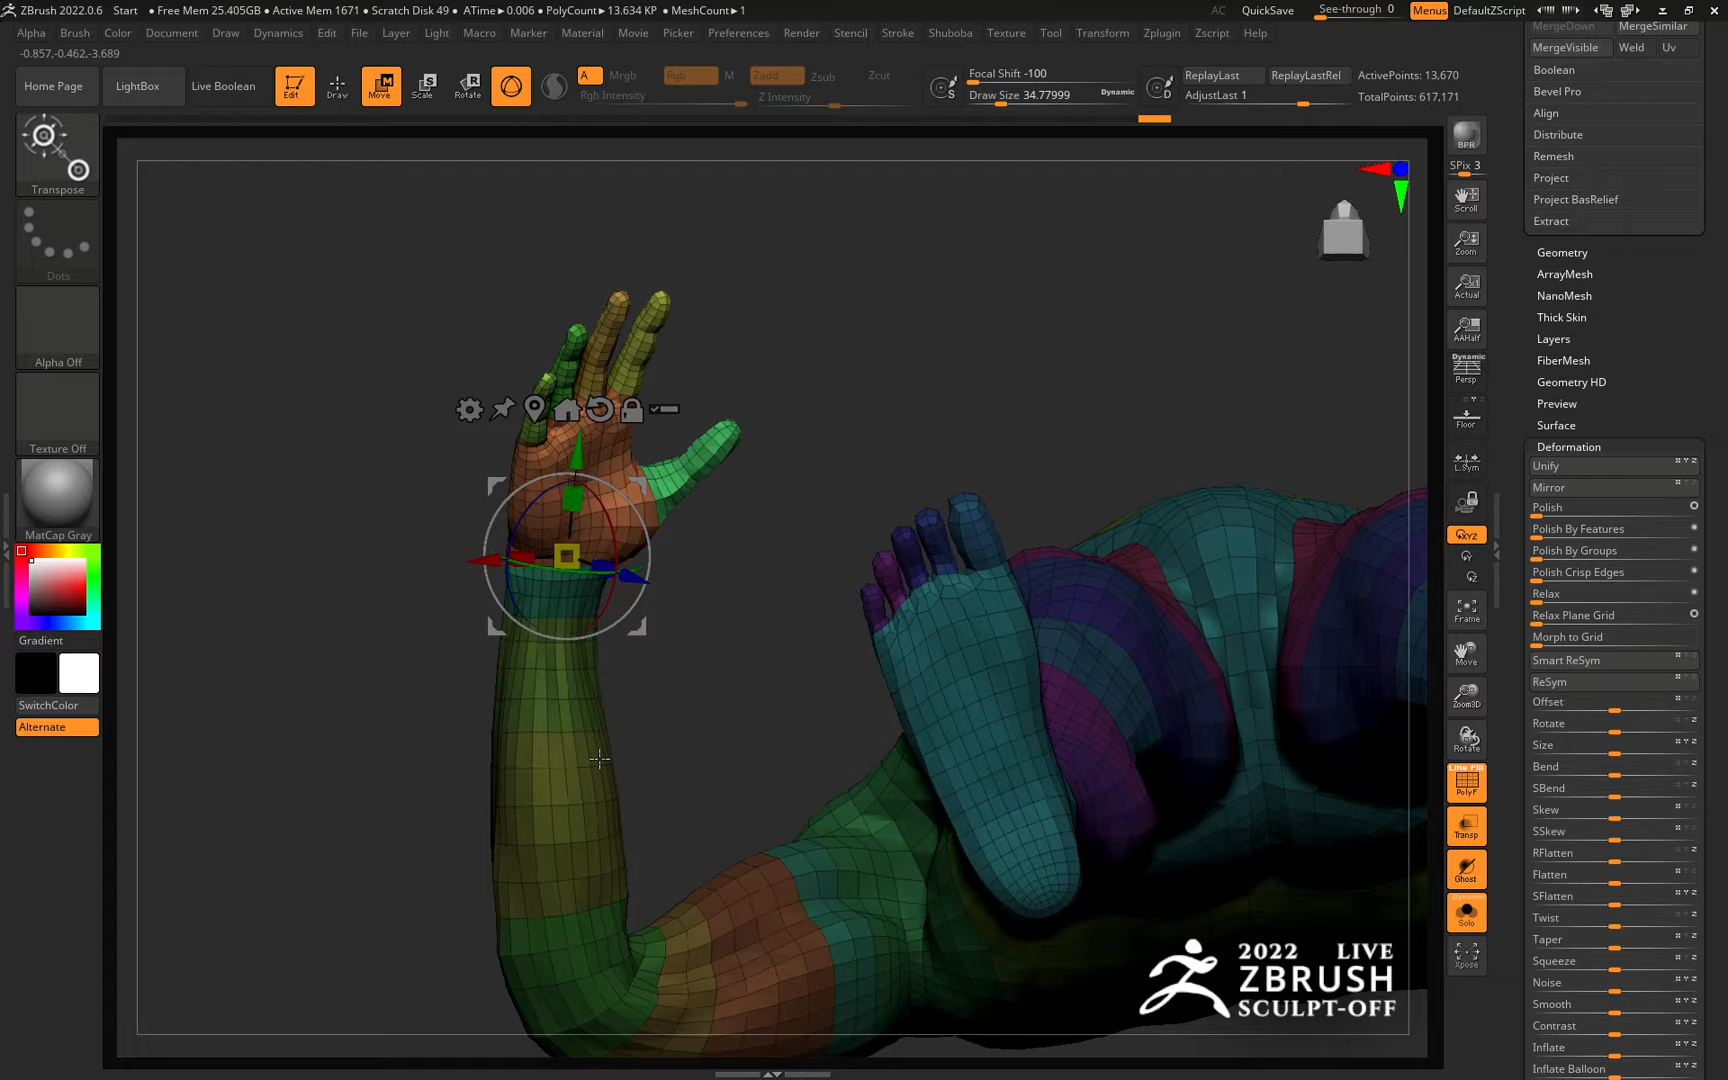 ZBrush 2022.0.6 Start • Free Mem 25.405GB • Active Mem 1671 • Scratch Disk 49 • ATime►0.006 • PolyCount►13.634 KP • MeshCount►1 AC QuickSave See-through 0 Menus DefaultZScript
Alpha Brush Color Document Draw Dynamics Edit File Layer Light Macro Marker Material Movie Picker Preferences Render Stencil Stroke Shuboba Texture Tool Transform Zplugin Zscript Help
-0.857,-0.462,-3.689
Home Page LightBox Live Boolean Edit Draw Move Scale Rotate
A Mrgb Rgb M Zadd Zsub Zcut
Rgb Intensity Z Intensity
S Focal Shift -100
Draw Size 34.77999 Dynamic
D ReplayLast ReplayLastRel ActivePoints: 13,670
AdjustLast 1 TotalPoints: 617,171
Transpose
Dots
Alpha Off
Texture Off
MatCap Gray
Gradient
SwitchColor
Alternate
2022 LIVE
ZBRUSH
SCULPT-OFF
BPR
SPix 3
Scroll
Zoom
Actual
AAHalf
Dynamic
Persp
Floor
L.Sym
XYZ
Frame
Move
Zoom3D
Rotate
Line Fill
PolyF
Transp
Ghost
Dynamic
Solo
Xpose
MergeDown MergeSimilar
MergeVisible Weld Uv
Boolean
Bevel Pro
Align
Distribute
Remesh
Project
Project BasRelief
Extract
Geometry
ArrayMesh
NanoMesh
Thick Skin
Layers
FiberMesh
Geometry HD
Preview
Surface
Deformation
Unify
Mirror
Polish
Polish By Features
Polish By Groups
Polish Crisp Edges
Relax
Relax Plane Grid
Morph to Grid
Smart ReSym
ReSym
Offset
Rotate
Size
Bend
SBend
Skew
SSkew
RFlatten
Flatten
SFlatten
Twist
Taper
Squeeze
Noise
Smooth
Contrast
Inflate
Inflate Balloon